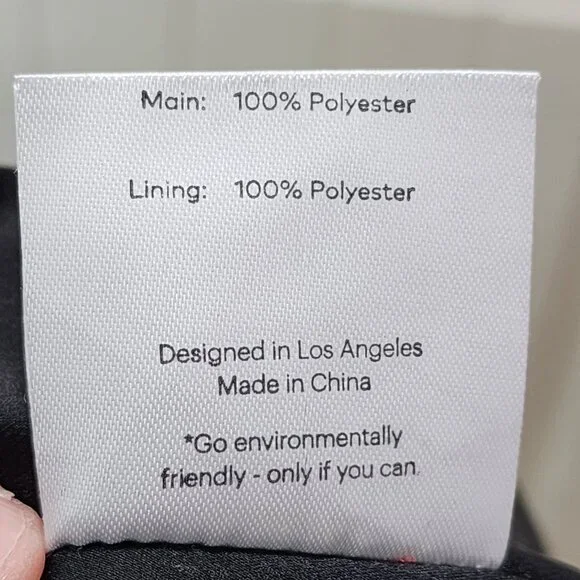 Main: 100% Polyester
Lining: 100% Polyester
Designed in Los Angeles
Made in China
*Go environmentally
friendly - only if you can.